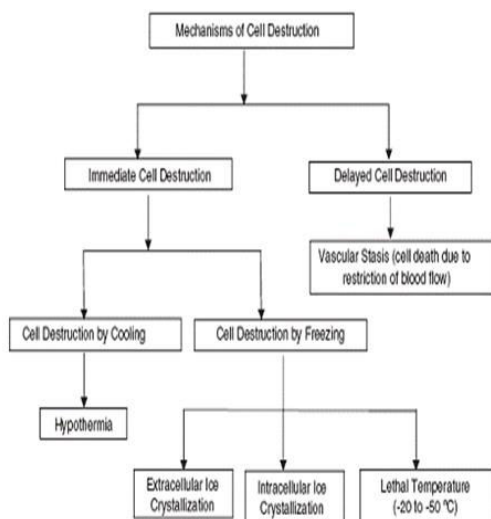 Mechanisms of Cell Destruction
Immediate Cell Destruction
Delayed Cell Destruction
Vascular Stasis (cell death due to
restriction of blood flow)
Cell Destruction by Cooling
Cell Destruction by Freezing
Hypothermia
Extracellular Ice
Crystallization
Intracellular Ice
Crystallization
Lethal Temperature
(-20 to -50 ºC)